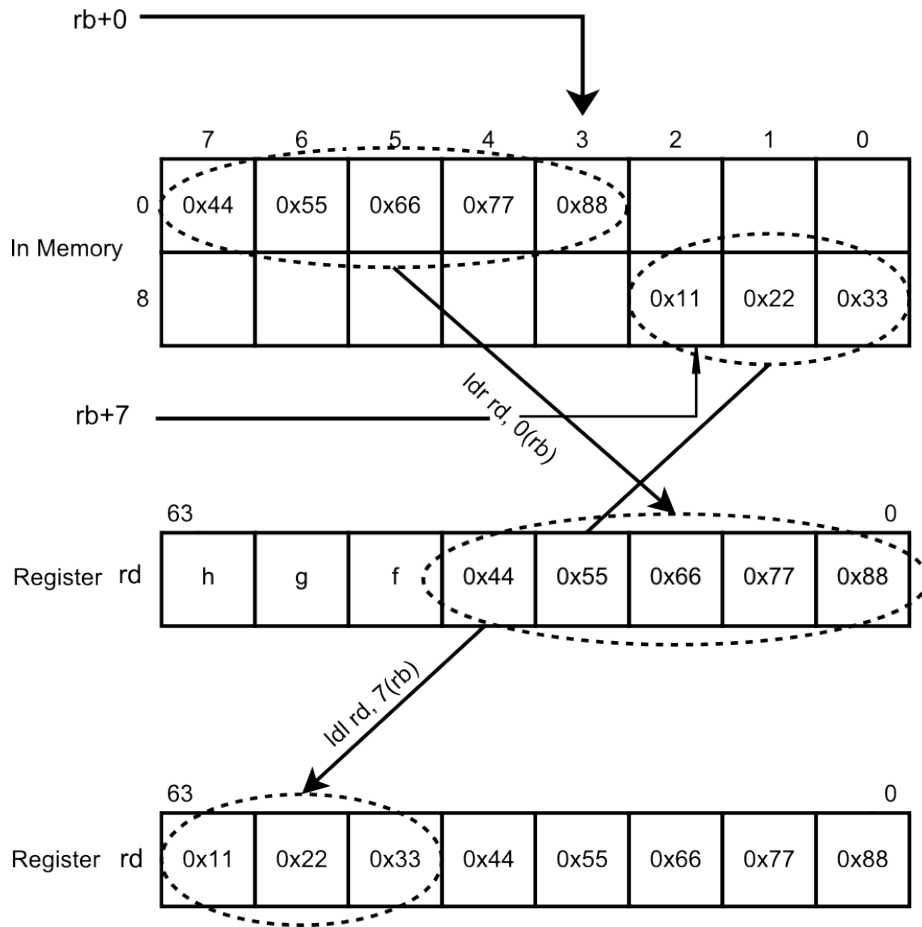 rb+0
7 6 5 4 3 2 1 0
0 0x44 0x55 0x66 0x77 0x88
In Memory
8 0x11 0x22 0x33
ldr rd, 0(rb)
rb+7
63 0
Register rd h g f 0x44 0x55 0x66 0x77 0x88
ldl rd, 7(rb)
63 0
Register rd 0x11 0x22 0x33 0x44 0x55 0x66 0x77 0x88